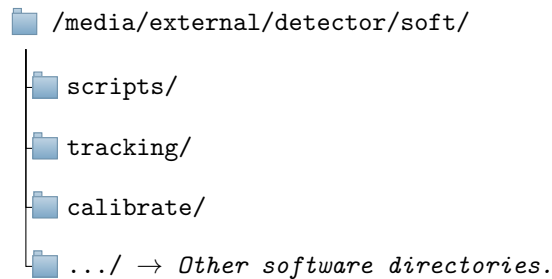 /media/external/detector/soft/
scripts/
tracking/
calibrate/
.../ → Other software directories.